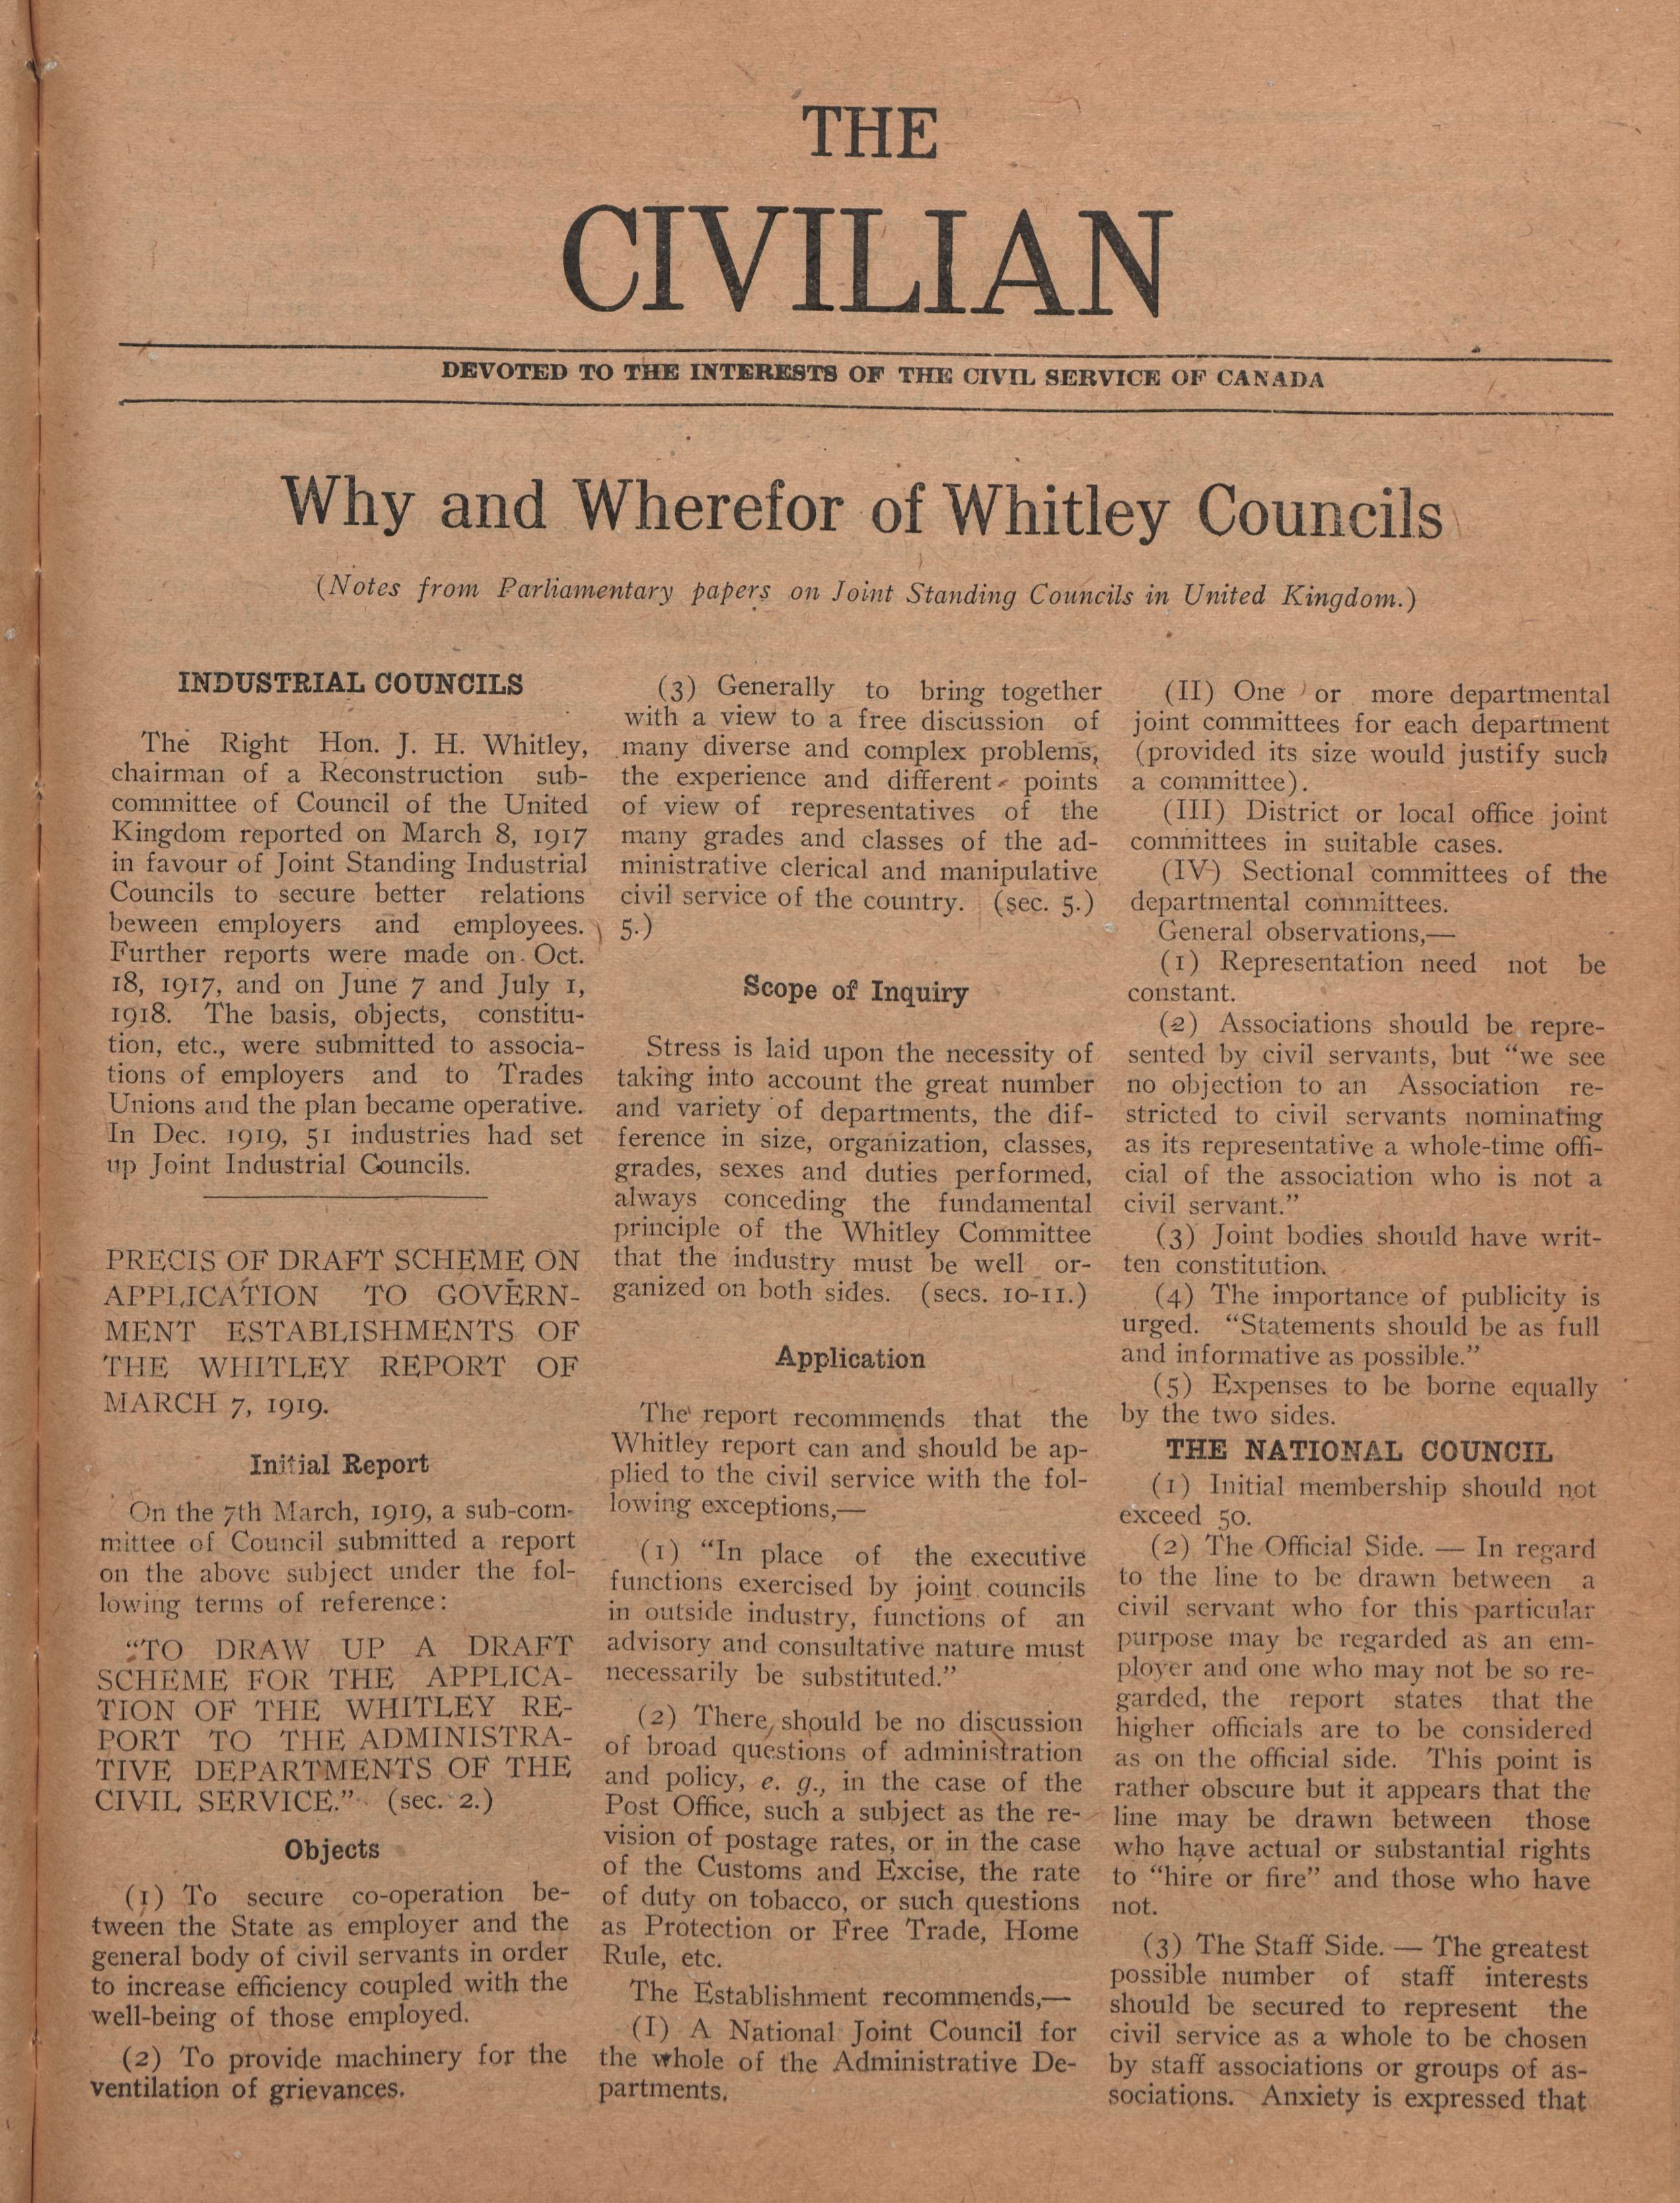 THE
CIVILIAN
DEVOTED TO THE INTERESTS OF THE CIVIL SERVICE OF CANADA
Why and Wherefor of Whitley Councils
(Notes from Parliamentary papers on Joint Standing Councils in United Kingdom.)
INDUSTRIAL COUNCILS
The Right Hon. J. H. Whitley,
chairman of a Reconstruction sub-
committee of Council of the United
Kingdom reported on March 8, 1917
in favour of Joint Standing Industrial
Councils to secure better relations
beween employers and employees.
Further reports were made on Oct.
18, 1917, and on June 7 and July 1,
1918. The basis, objects, constitu-
tion, etc., were submitted to associa-
tions of employers and to Trades
Unions and the plan became operative.
In Dec. 1919, 51 industries had set
up Joint Industrial Councils.
PRECIS OF DRAFT SCHEME ON
APPLICATION TO GOVERN-
MENT ESTABLISHMENTS OF
THE WHITLEY REPORT OF
MARCH 7, 1919.
Initial Report
On the 7th March, 1919, a sub-com-
mittee of Council submitted a report
on the above subject under the fol-
lowing terms of reference:
"TO DRAW UP A DRAFT
SCHEME FOR THE APPLICA-
TION OF THE WHITLEY RE-
PORT TO THE ADMINISTRA-
TIVE DEPARTMENTS OF THE
CIVIL SERVICE." (sec. 2.)
Objects
(1) To secure co-operation be-
tween the State as employer and the
general body of civil servants in order
to increase efficiency coupled with the
well-being of those employed.
(2) To provide machinery for the
ventilation of grievances.
(3) Generally to bring together
with a view to a free discussion of
many diverse and complex problems,
the experience and different points
of view of representatives of the
many grades and classes of the ad-
ministrative clerical and manipulative
civil service of the country. (sec. 5.)
5.)
Scope of Inquiry
Stress is laid upon the necessity of
taking into account the great number
and variety of departments, the dif-
ference in size, organization, classes,
grades, sexes and duties performed,
always conceding the fundamental
principle of the Whitley Committee
that the industry must be well or-
ganized on both sides. (secs. 10-11.)
Application
The report recommends that the
Whitley report can and should be ap-
plied to the civil service with the fol-
lowing exceptions,—
(1) "In place of the executive
functions exercised by joint councils
in outside industry, functions of an
advisory and consultative nature must
necessarily be substituted."
(2) There should be no discussion
of broad questions of administration
and policy, e. g., in the case of the
Post Office, such a subject as the re-
vision of postage rates, or in the case
of the Customs and Excise, the rate
of duty on tobacco, or such questions
as Protection or Free Trade, Home
Rule, etc.
The Establishment recommends,—
(I) A National Joint Council for
the whole of the Administrative De-
partments,
(II) One or more departmental
joint committees for each department
(provided its size would justify such
a committee).
(III) District or local office joint
committees in suitable cases.
(IV) Sectional committees of the
departmental committees.
General observations,—
(1) Representation need not be
constant.
(2) Associations should be repre-
sented by civil servants, but "we see
no objection to an Association re-
stricted to civil servants nominating
as its representative a whole-time offi-
cial of the association who is not a
civil servant."
(3) Joint bodies should have writ-
ten constitution.
(4) The importance of publicity is
urged. "Statements should be as full
and informative as possible."
(5) Expenses to be borne equally
by the two sides.
THE NATIONAL COUNCIL
(1) Initial membership should not
exceed 50.
(2) The Official Side. — In regard
to the line to be drawn between a
civil servant who for this particular
purpose may be regarded as an em-
ployer and one who may not be so re-
garded, the report states that the
higher officials are to be considered
as on the official side. This point is
rather obscure but it appears that the
line may be drawn between those
who have actual or substantial rights
to "hire or fire" and those who have
not.
(3) The Staff Side. — The greatest
possible number of staff interests
should be secured to represent the
civil service as a whole to be chosen
by staff associations or groups of as-
sociations. Anxiety is expressed that